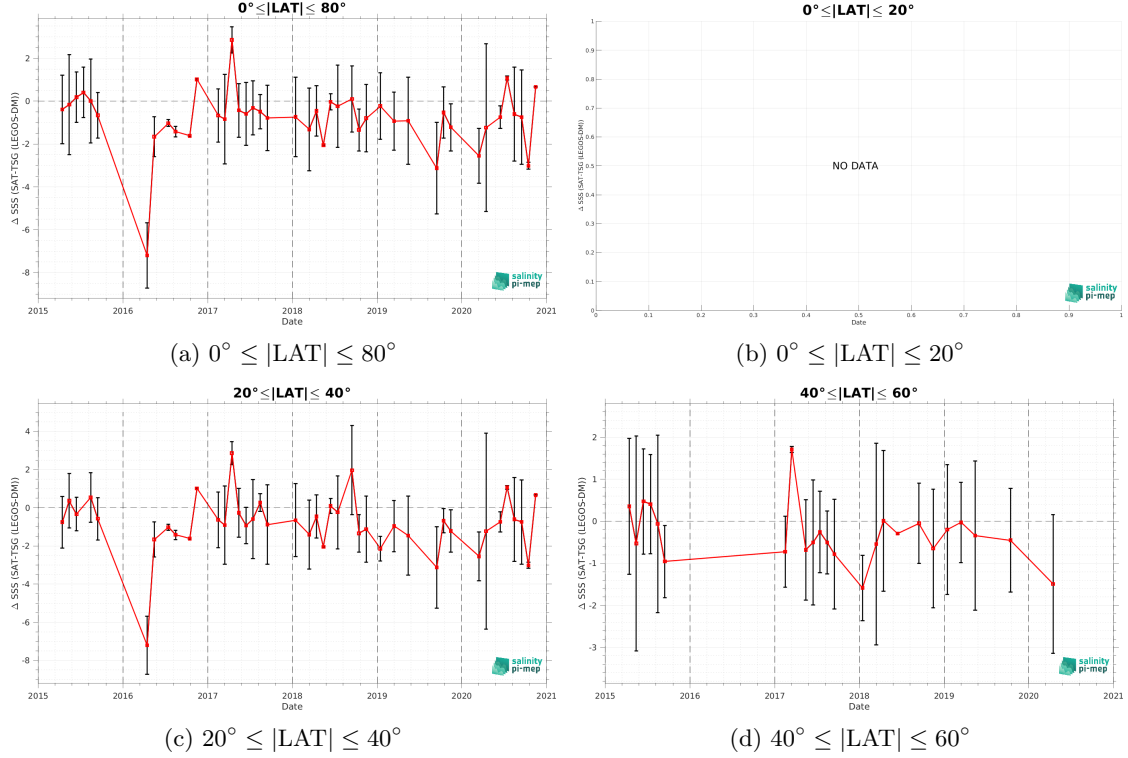 0°≤|LAT|≤ 80°
Δ SSS (SAT-TSG (LEGOS-DM))
2
0
-2
-4
-6
-8
2015
2016
2017
2018
2019
2020
2021
Date
salinity
pi-mep
(a) 0° ≤ |LAT| ≤ 80°
0°≤|LAT|≤ 20°
Δ SSS (SAT-TSG (LEGOS-DM))
1
0.9
0.8
0.7
0.6
0.5
0.4
0.3
0.2
0.1
0
NO DATA
0
0.1
0.2
0.3
0.4
0.5
0.6
0.7
0.8
0.9
1
Date
salinity
pi-mep
(b) 0° ≤ |LAT| ≤ 20°
20°≤|LAT|≤ 40°
Δ SSS (SAT-TSG (LEGOS-DM))
4
2
0
-2
-4
-6
-8
2015
2016
2017
2018
2019
2020
2021
Date
salinity
pi-mep
(c) 20° ≤ |LAT| ≤ 40°
40°≤|LAT|≤ 60°
Δ SSS (SAT-TSG (LEGOS-DM))
2
1
0
-1
-2
-3
2015
2016
2017
2018
2019
2020
2021
Date
salinity
pi-mep
(d) 40° ≤ |LAT| ≤ 60°